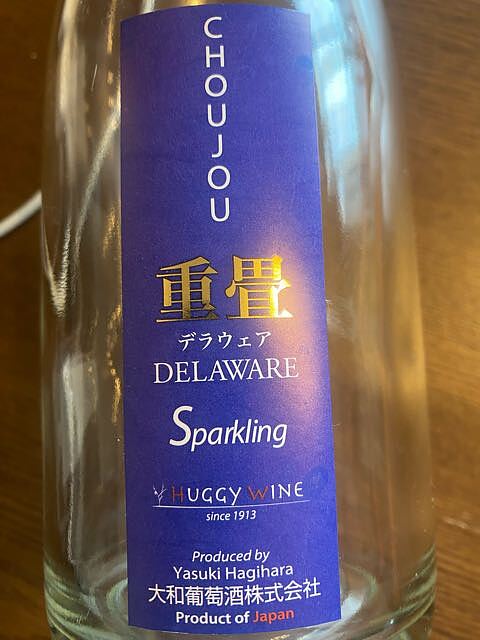 CHOUJOU
重畳
デラウェア
DELAWARE
Sparkling
HUGGY WINE
since 1913
Produced by
Yasuki Hagihara
大和葡萄酒株式会社
Product of Japan